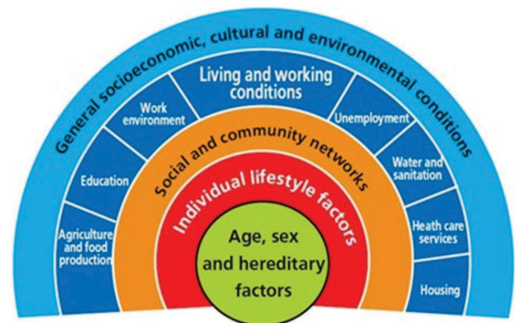 General socioeconomic, cultural and environmental conditions
Living and working
conditions
Work
environment
Unemployment
Education
Water and
sanitation
Agriculture
and food
production
Heath care
services
Housing
Social and community networks
Individual lifestyle factors
Age, sex
and hereditary
factors